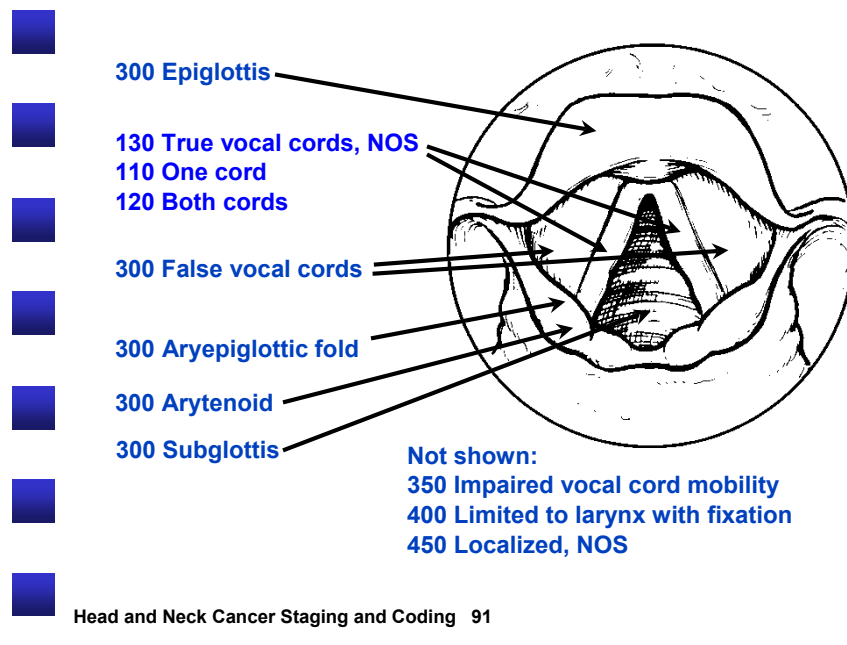 300 Epiglottis
130 True vocal cords, NOS
110 One cord
120 Both cords
300 False vocal cords
300 Aryepiglottic fold
300 Arytenoid
300 Subglottis
Not shown:
350 Impaired vocal cord mobility
400 Limited to larynx with fixation
450 Localized, NOS
Head and Neck Cancer Staging and Coding 91